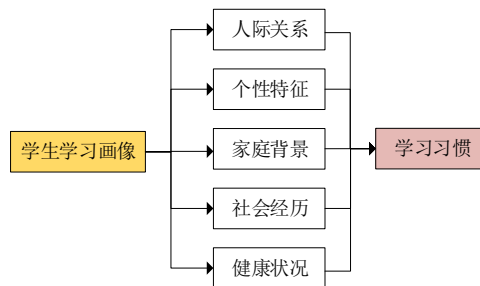 人际关系
个性特征
学生学习画像
家庭背景
学习习惯
社会经历
健康状况